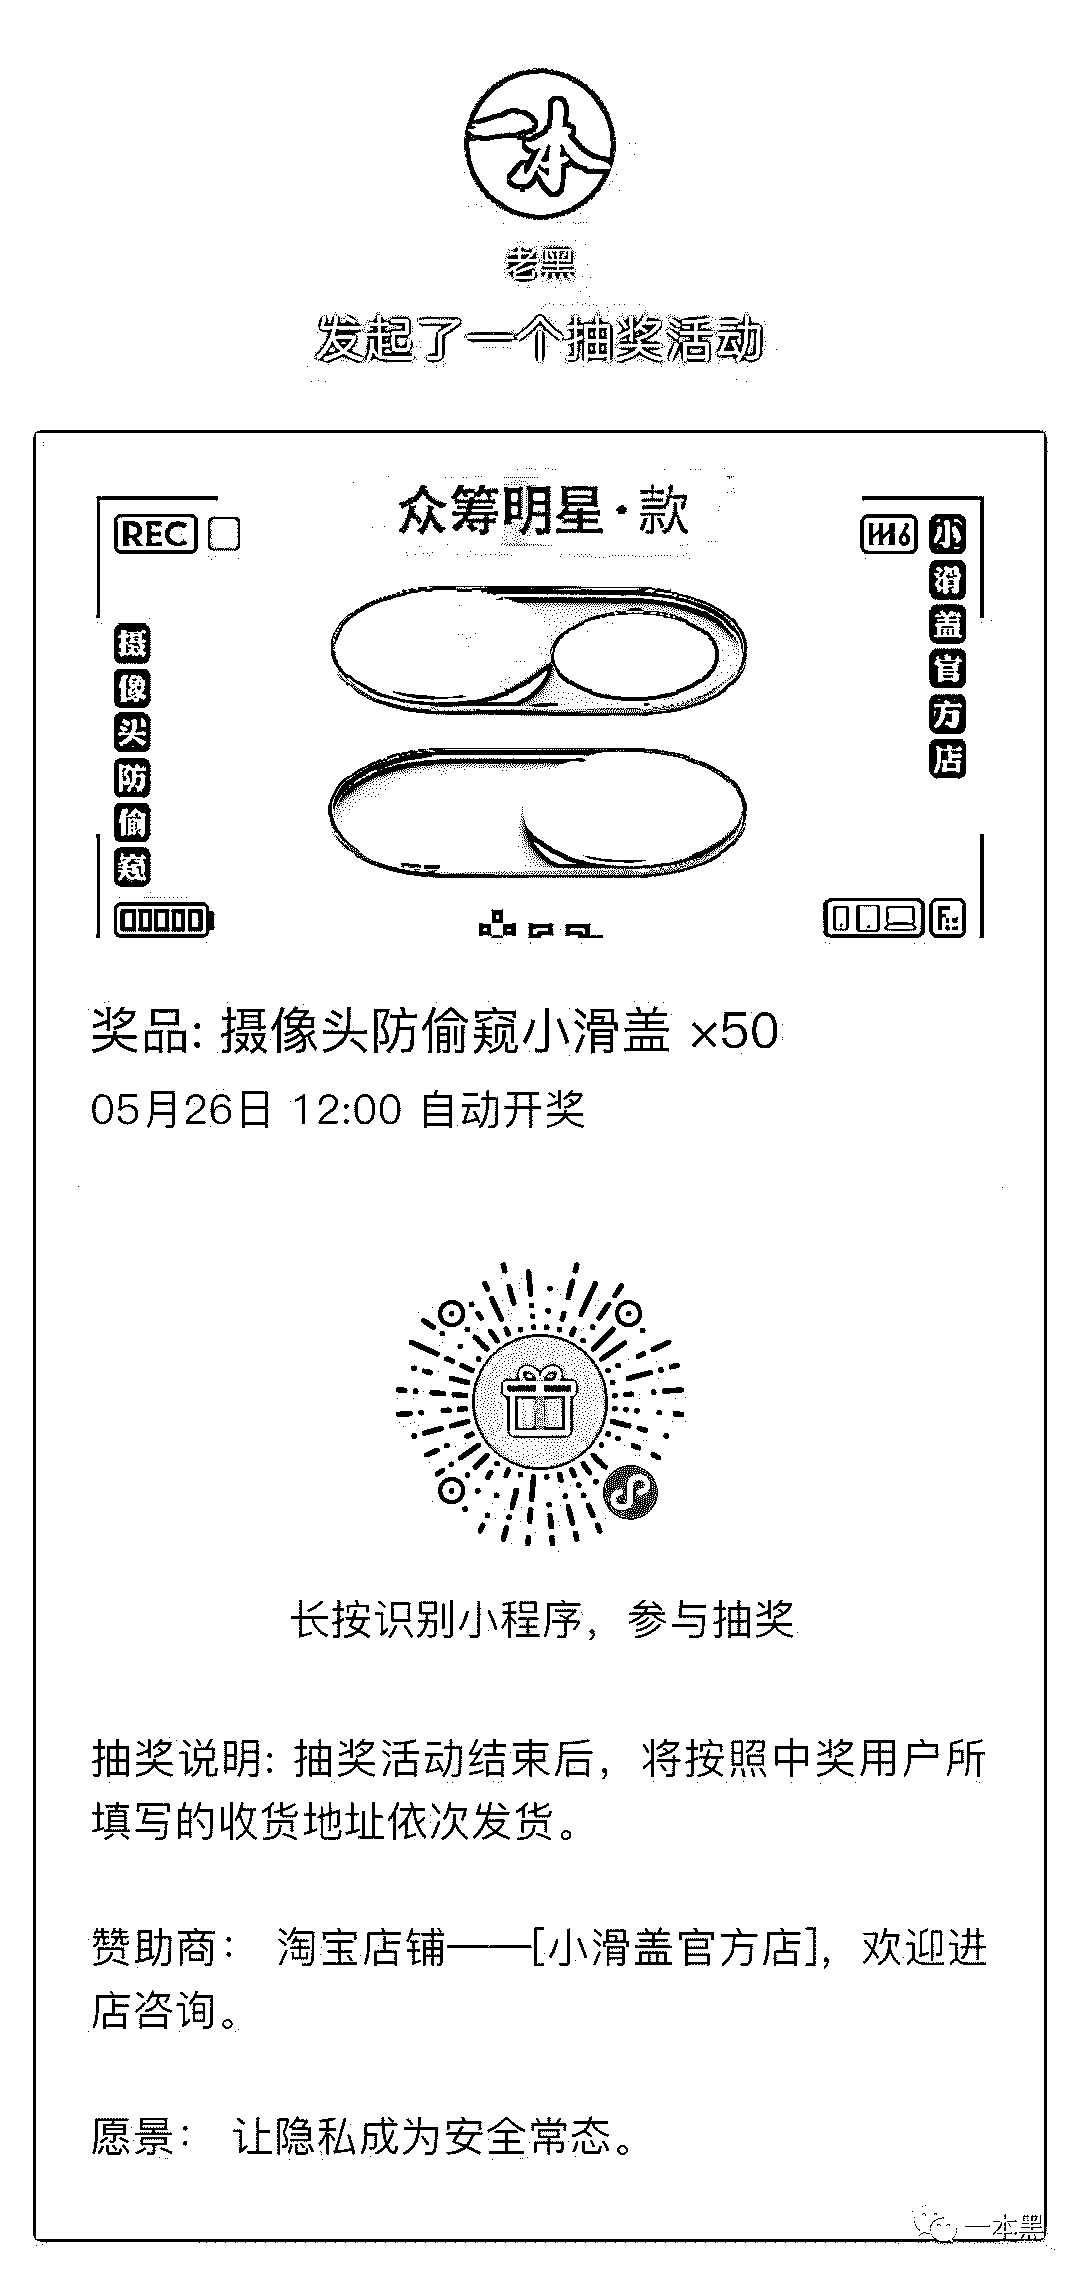 一本
老黑
发起了一个抽奖活动
众筹明星·款
REC
小滑盖官方店
摄像头防偷窥
奖品: 摄像头防偷窥小滑盖 ×50
05月26日 12:00 自动开奖
长按识别小程序，参与抽奖
抽奖说明: 抽奖活动结束后，将按照中奖用户所
填写的收货地址依次发货。
赞助商： 淘宝店铺——[小滑盖官方店]，欢迎进
店咨询。
愿景： 让隐私成为安全常态。
一本黑